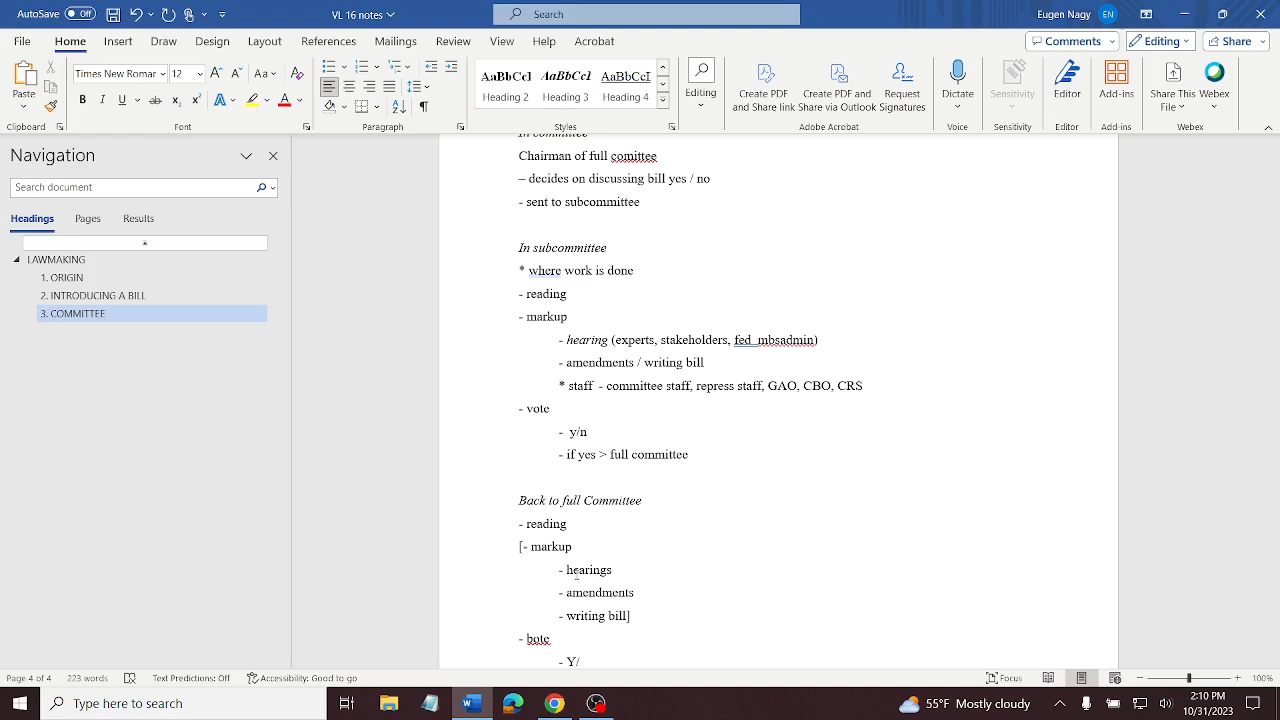 AutoSave Off VL 16 notes Search Eugen Nagy EN
File Home Insert Draw Design Layout References Mailings Review View Help Acrobat Comments Editing Share
Paste Times New Roman 12 AaBbCcI AaBbCcI AaBbCcI
Heading 2 Heading 3 Heading 4
Editing
Create PDF and Share link
Create PDF and Share via Outlook
Request Signatures
Dictate
Sensitivity
Editor
Add-ins
Share This File
Webex
Clipboard Font Paragraph Styles Adobe Acrobat Voice Sensitivity Editor Add-ins Webex
Navigation
Search document
Headings Pages Results
LAWMAKING
1. ORIGIN
2. INTRODUCING A BILL
3. COMMITTEE
In committee
Chairman of full comittee
– decides on discussing bill yes / no
- sent to subcommittee
In subcommittee
* where work is done
- reading
- markup
- hearing (experts, stakeholders, fed_mbsadmin)
- amendments / writing bill
* staff - committee staff, repress staff, GAO, CBO, CRS
- vote
- y/n
- if yes > full committee
Back to full Committee
- reading
[- markup
- hearings
- amendments
- writing bill]
- bote
- Y/
Page 4 of 4 223 words Text Predictions: Off Accessibility: Good to go Focus 100%
Type here to search 55°F Mostly cloudy 2:10 PM
10/31/2023